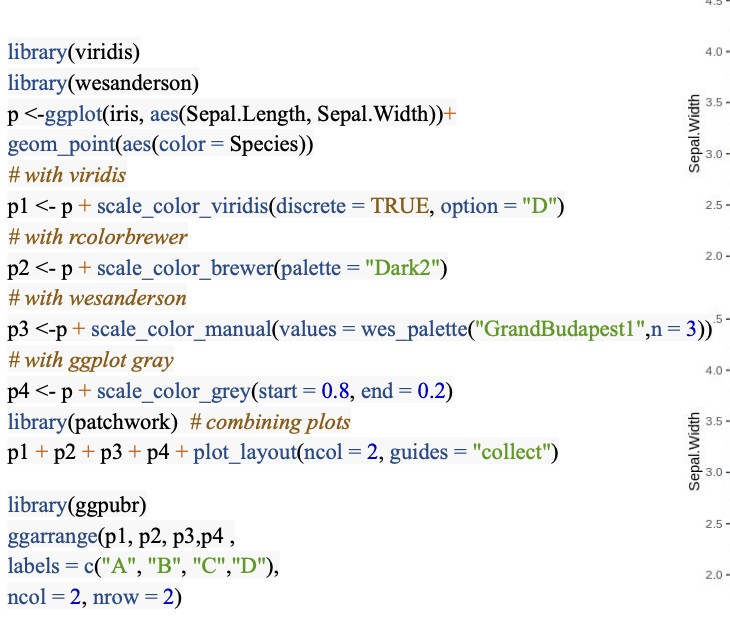 library(viridis)
library(wesanderson)
p <-ggplot(iris, aes(Sepal.Length, Sepal.Width))+
geom_point(aes(color = Species))
# with viridis
p1 <- p + scale_color_viridis(discrete = TRUE, option = "D")
# with rcolorbrewer
p2 <- p + scale_color_brewer(palette = "Dark2")
# with wesanderson
p3 <-p + scale_color_manual(values = wes_palette("GrandBudapest1",n = 3))
# with ggplot gray
p4 <- p + scale_color_grey(start = 0.8, end = 0.2)
library(patchwork)  # combining plots
p1 + p2 + p3 + p4 + plot_layout(ncol = 2, guides = "collect")
library(ggpubr)
ggarrange(p1, p2, p3,p4 ,
labels = c("A", "B", "C","D"),
ncol = 2, nrow = 2)
4.5
4.0
3.5
3.0
2.5
2.0
Sepal.Width
.5
4.0
3.5
3.0
2.5
2.0
Sepal.Width